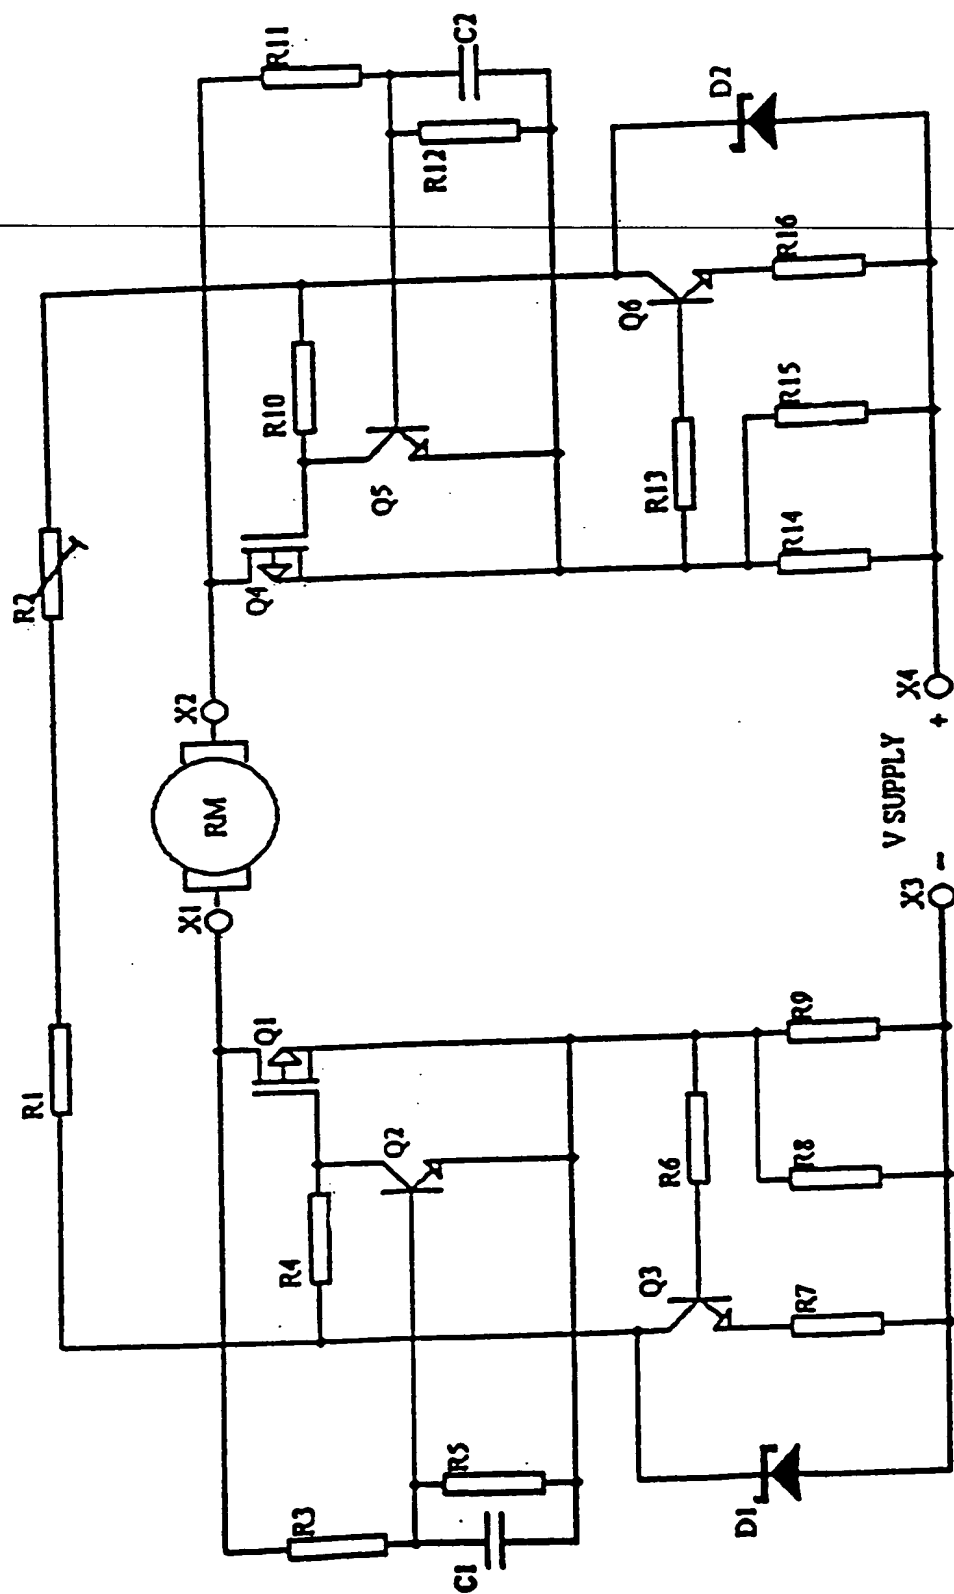 R1
R2
X1
RM
X2
R11
C2
Q1
Q4
R10
R12
R4
Q2
Q5
R3
R5
C1
D2
R6
Q3
R13
Q6
R7
R8
R9
R14
R15
R16
D1
V SUPPLY
X3
-
+
X4